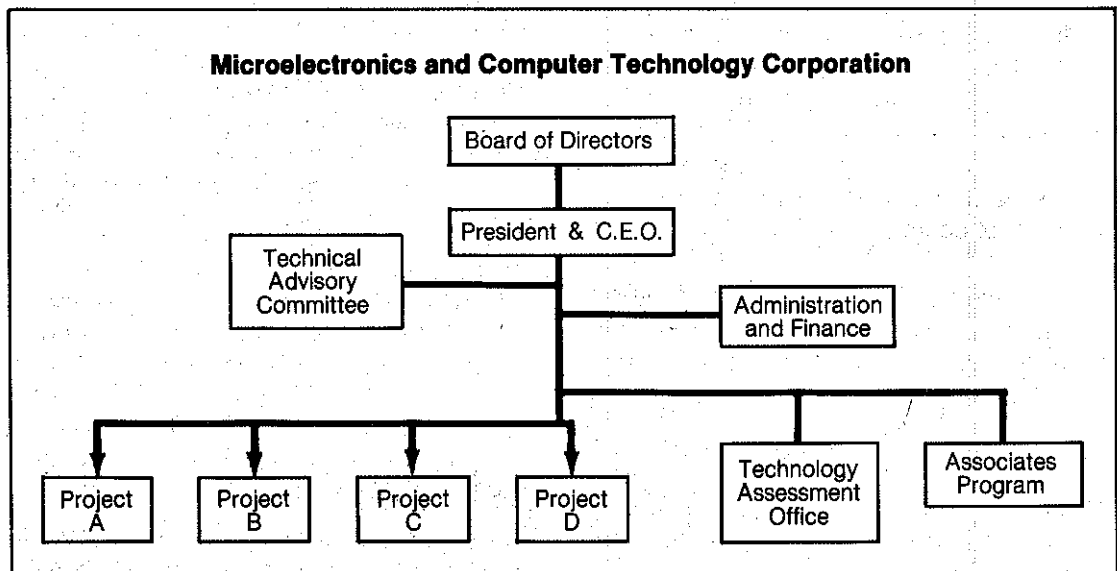 Microelectronics and Computer Technology Corporation
Board of Directors
President & C.E.O.
Technical
Advisory
Committee
Administration
and Finance
Project
A
Project
B
Project
C
Project
D
Technology
Assessment
Office
Associates
Program